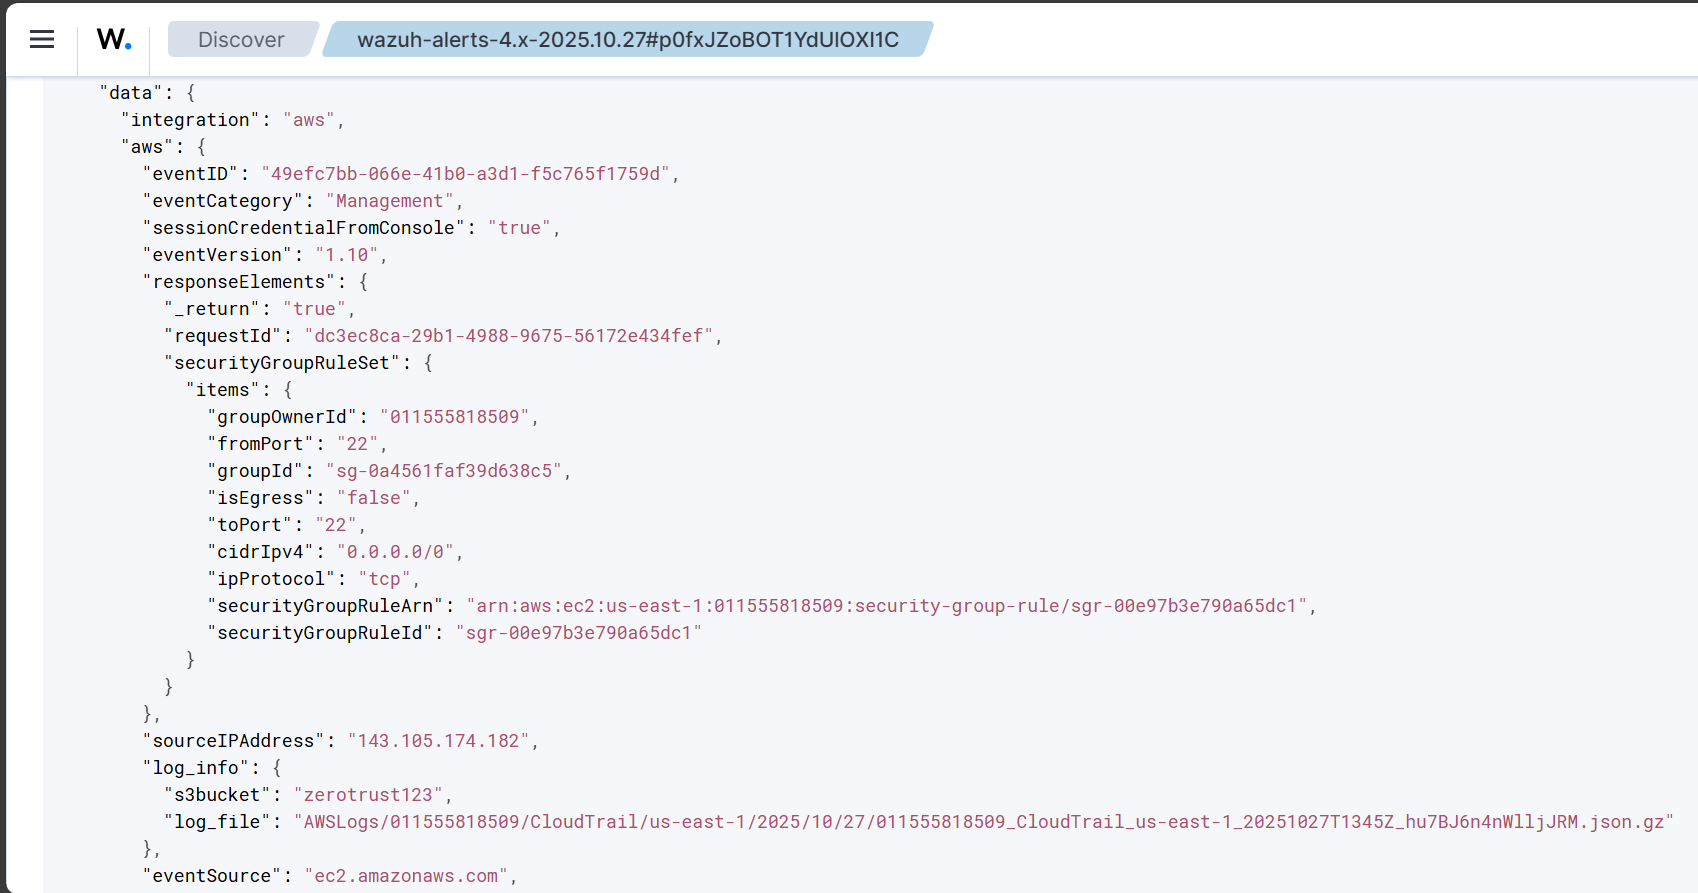 W.
Discover
wazuh-alerts-4.x-2025.10.27#p0fxJZoBOT1YdUlOXI1C
"data": {
"integration": "aws",
"aws": {
"eventID": "49efc7bb-066e-41b0-a3d1-f5c765f1759d",
"eventCategory": "Management",
"sessionCredentialFromConsole": "true",
"eventVersion": "1.10",
"responseElements": {
"_return": "true",
"requestId": "dc3ec8ca-29b1-4988-9675-56172e434fef",
"securityGroupRuleSet": {
"items": {
"groupOwnerId": "011555818509",
"fromPort": "22",
"groupId": "sg-0a4561faf39d638c5",
"isEgress": "false",
"toPort": "22",
"cidrIpv4": "0.0.0.0/0",
"ipProtocol": "tcp",
"securityGroupRuleArn": "arn:aws:ec2:us-east-1:011555818509:security-group-rule/sgr-00e97b3e790a65dc1",
"securityGroupRuleId": "sgr-00e97b3e790a65dc1"
}
}
},
"sourceIPAddress": "143.105.174.182",
"log_info": {
"s3bucket": "zerotrust123",
"log_file": "AWSLogs/011555818509/CloudTrail/us-east-1/2025/10/27/011555818509_CloudTrail_us-east-1_20251027T1345Z_hu7BJ6n4nWlljJRM.json.gz"
},
"eventSource": "ec2.amazonaws.com",